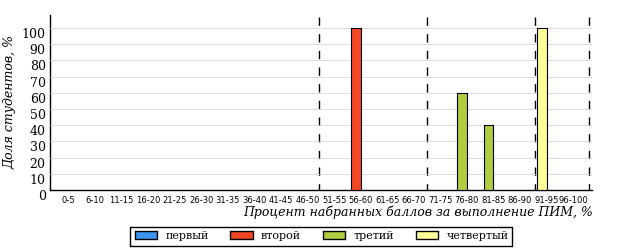 Доля студентов, %
100
90
80
70
60
50
40
30
20
10
0
0-5 6-10 11-15 16-20 21-25 26-30 31-35 36-40 41-45 46-50 51-55 56-60 61-65 66-70 71-75 76-80 81-85 86-90 91-95 96-100
Процент набранных баллов за выполнение ПИМ, %
первый второй третий четвертый